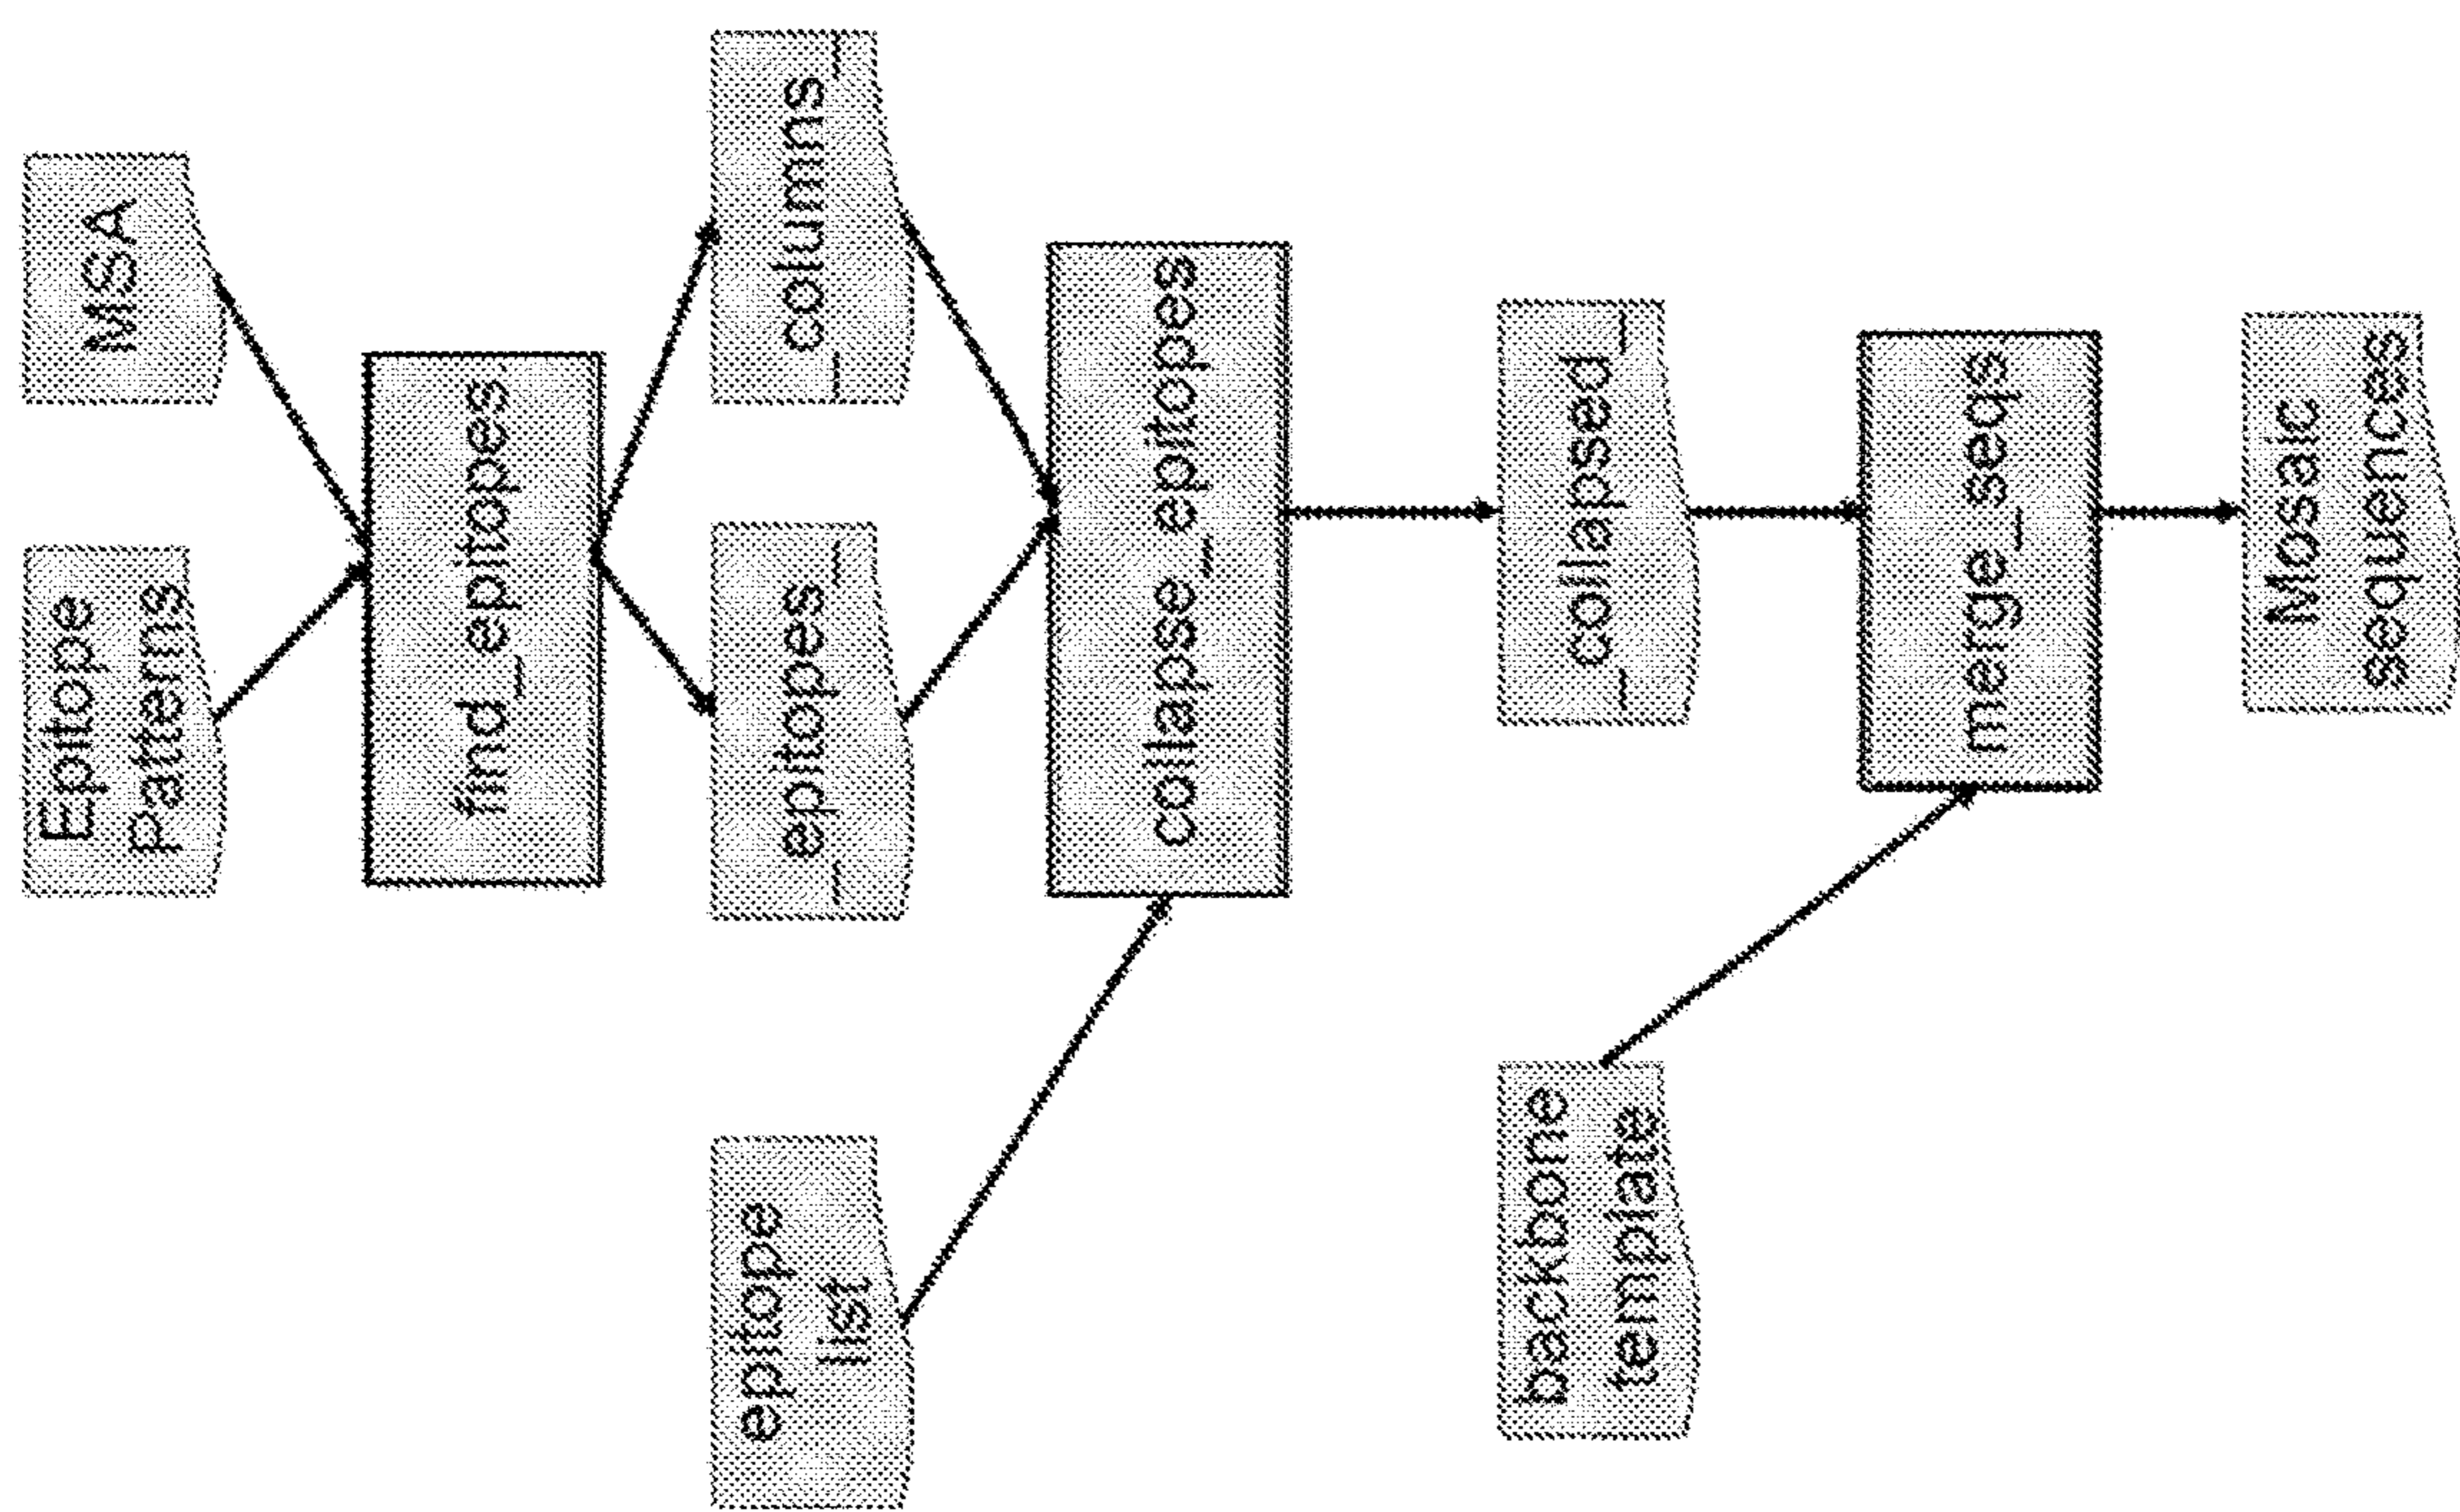 Epitope
Patterns
MSA
find_epitopes
epitope
list
_epitopes_
_columns_
collapse_epitopes
backbone
template
_collapsed_
merge_seqs
Mosaic
sequences